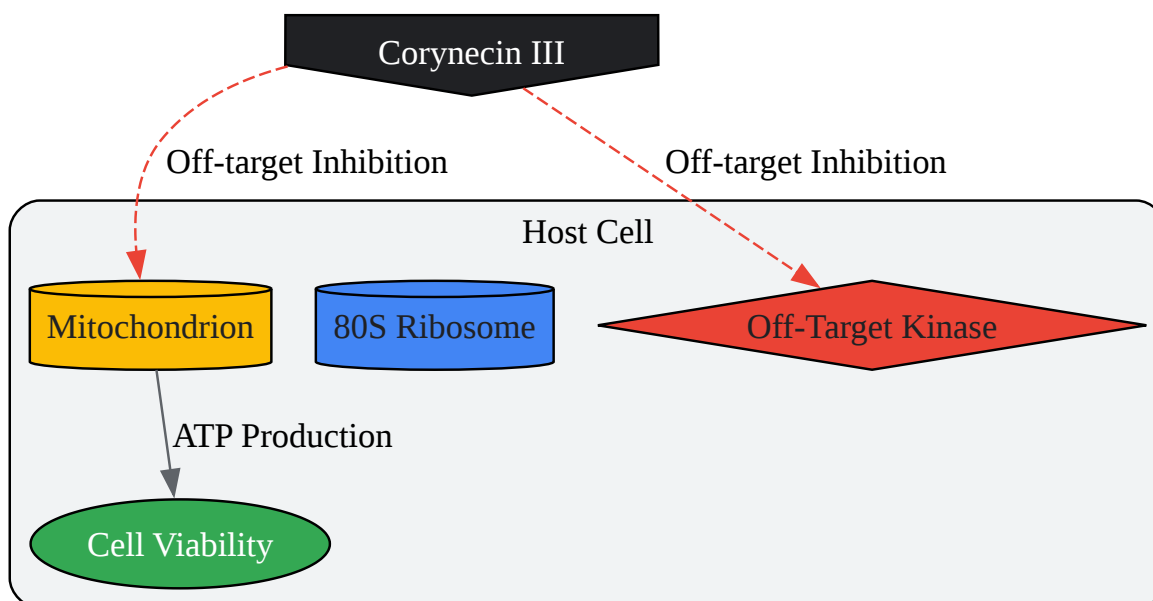 Corynecin III
Off-target Inhibition
Off-target Inhibition
Host Cell
Mitochondrion
80S Ribosome
Off-Target Kinase
ATP Production
Cell Viability